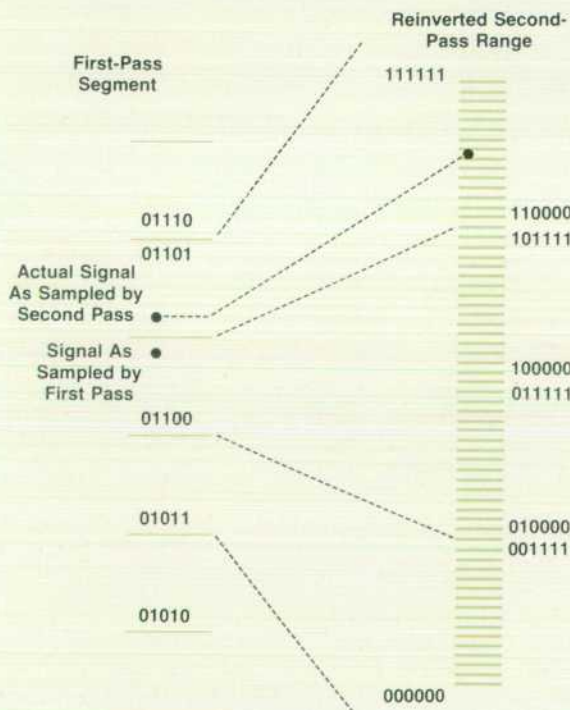 First-Pass
Segment
01110
01101
Actual Signal
As Sampled by
Second Pass
Signal As
Sampled by
First Pass
01100
01011
01010
Reinverted Second-
Pass Range
111111
110000
101111
100000
011111
010000
001111
000000